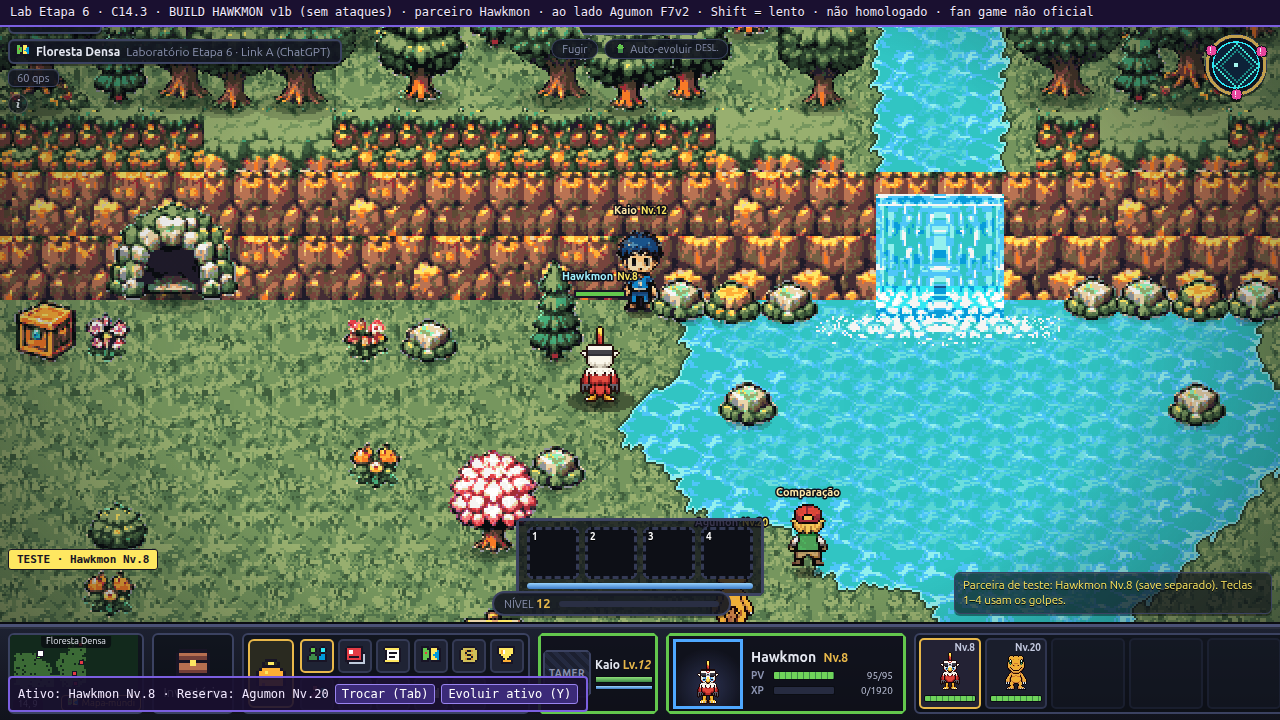 Lab Etapa 6 · C14.3 · BUILD HAWKMON v1b (sem ataques) · parceiro Hawkmon · ao lado Agumon F7v2 · Shift = lento · não homologado · fan game não oficial
Floresta Densa Laboratório Etapa 6 · Link A (ChatGPT)
Fugir
Auto-evoluir DESL.
60 qps
i
Kaio Nv.12
Hawkmon Nv.8
Comparação
1 2 3 4
TESTE · Hawkmon Nv.8
NÍVEL 12
Parceira de teste: Hawkmon Nv.8 (save separado). Teclas
1–4 usam os golpes.
Floresta Densa
TAMER
Kaio Lv.12
Hawkmon Nv.8
PV 95/95
XP 0/1920
Nv.8
Nv.20
Ativo: Hawkmon Nv.8 · Reserva: Agumon Nv.20 Trocar (Tab) Evoluir ativo (Y)